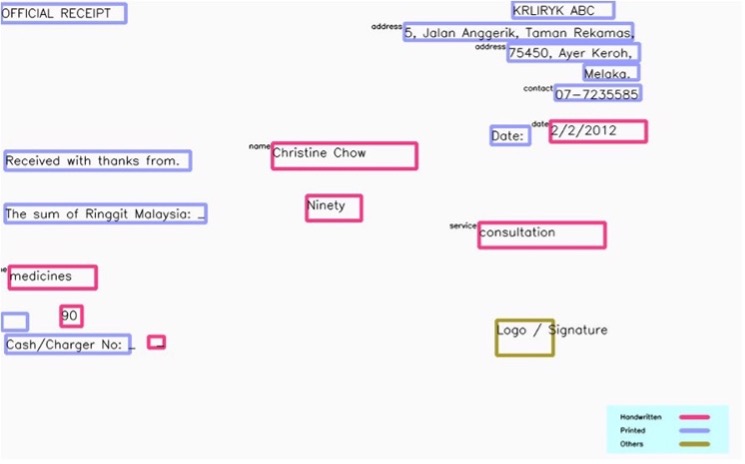 OFFICIAL RECEIPT
KRLIRYK ABC
address 5, Jalan Anggerik, Taman Rekamas,
address 75450, Ayer Keroh,
Melaka.
contact 07-7235585
Date: date 2/2/2012
Received with thanks from. name Christine Chow
The sum of Ringgit Malaysia: _ Ninety
service consultation
medicines
90
Cash/Charger No: _ _
Logo / Signature
Handwritten
Printed
Others